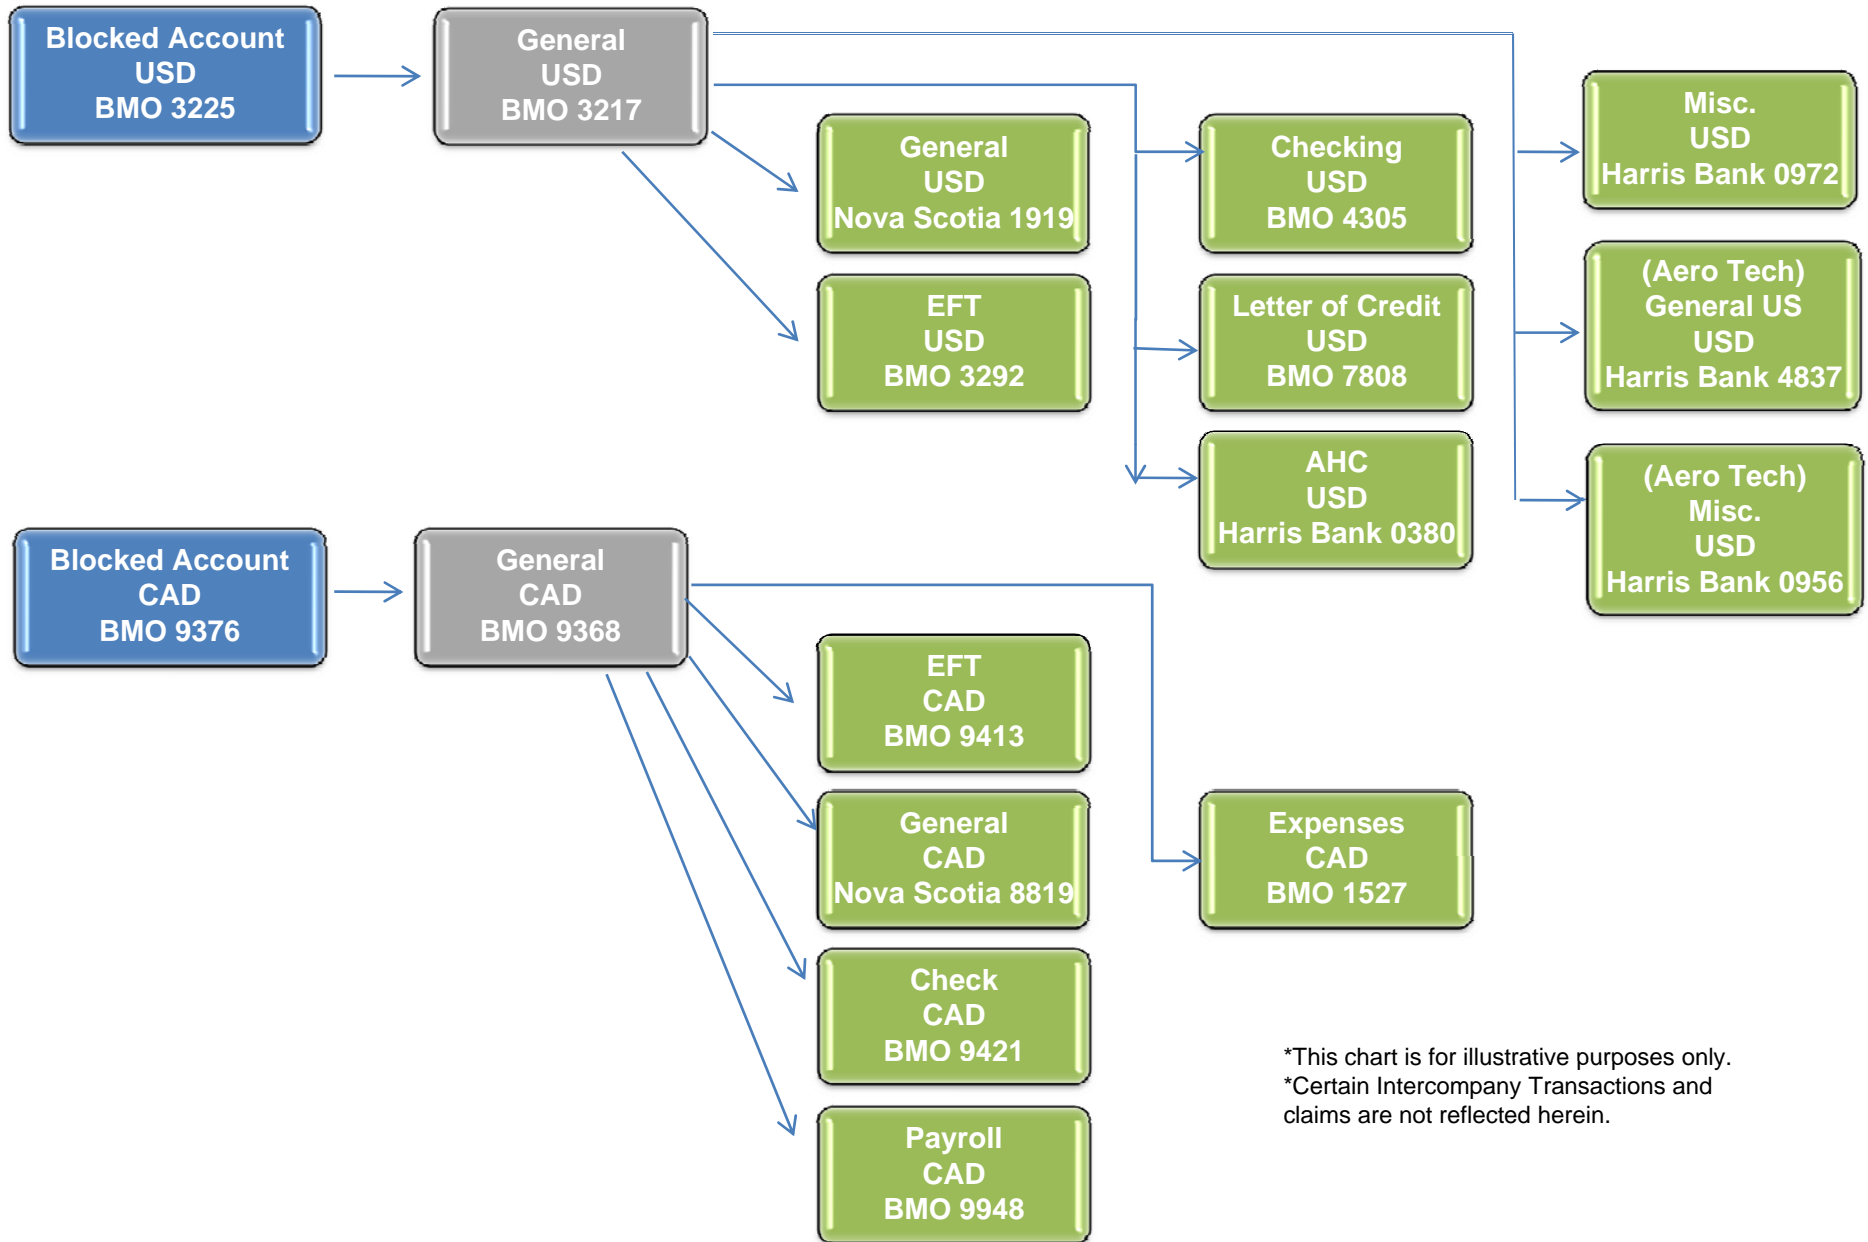 Blocked Account
USD
BMO 3225
General
USD
BMO 3217
General
USD
Nova Scotia 1919
EFT
USD
BMO 3292
Checking
USD
BMO 4305
Letter of Credit
USD
BMO 7808
AHC
USD
Harris Bank 0380
Misc.
USD
Harris Bank 0972
(Aero Tech)
General US
USD
Harris Bank 4837
(Aero Tech)
Misc.
USD
Harris Bank 0956
Blocked Account
CAD
BMO 9376
General
CAD
BMO 9368
EFT
CAD
BMO 9413
General
CAD
Nova Scotia 8819
Check
CAD
BMO 9421
Payroll
CAD
BMO 9948
Expenses
CAD
BMO 1527
*This chart is for illustrative purposes only.
*Certain Intercompany Transactions and
claims are not reflected herein.